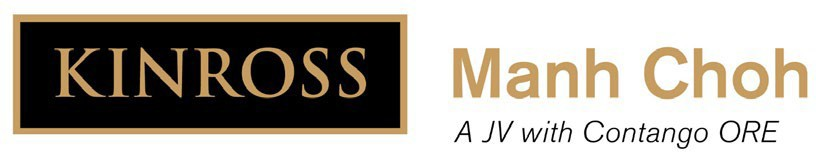 KINROSS
Manh Choh
A JV with Contango ORE